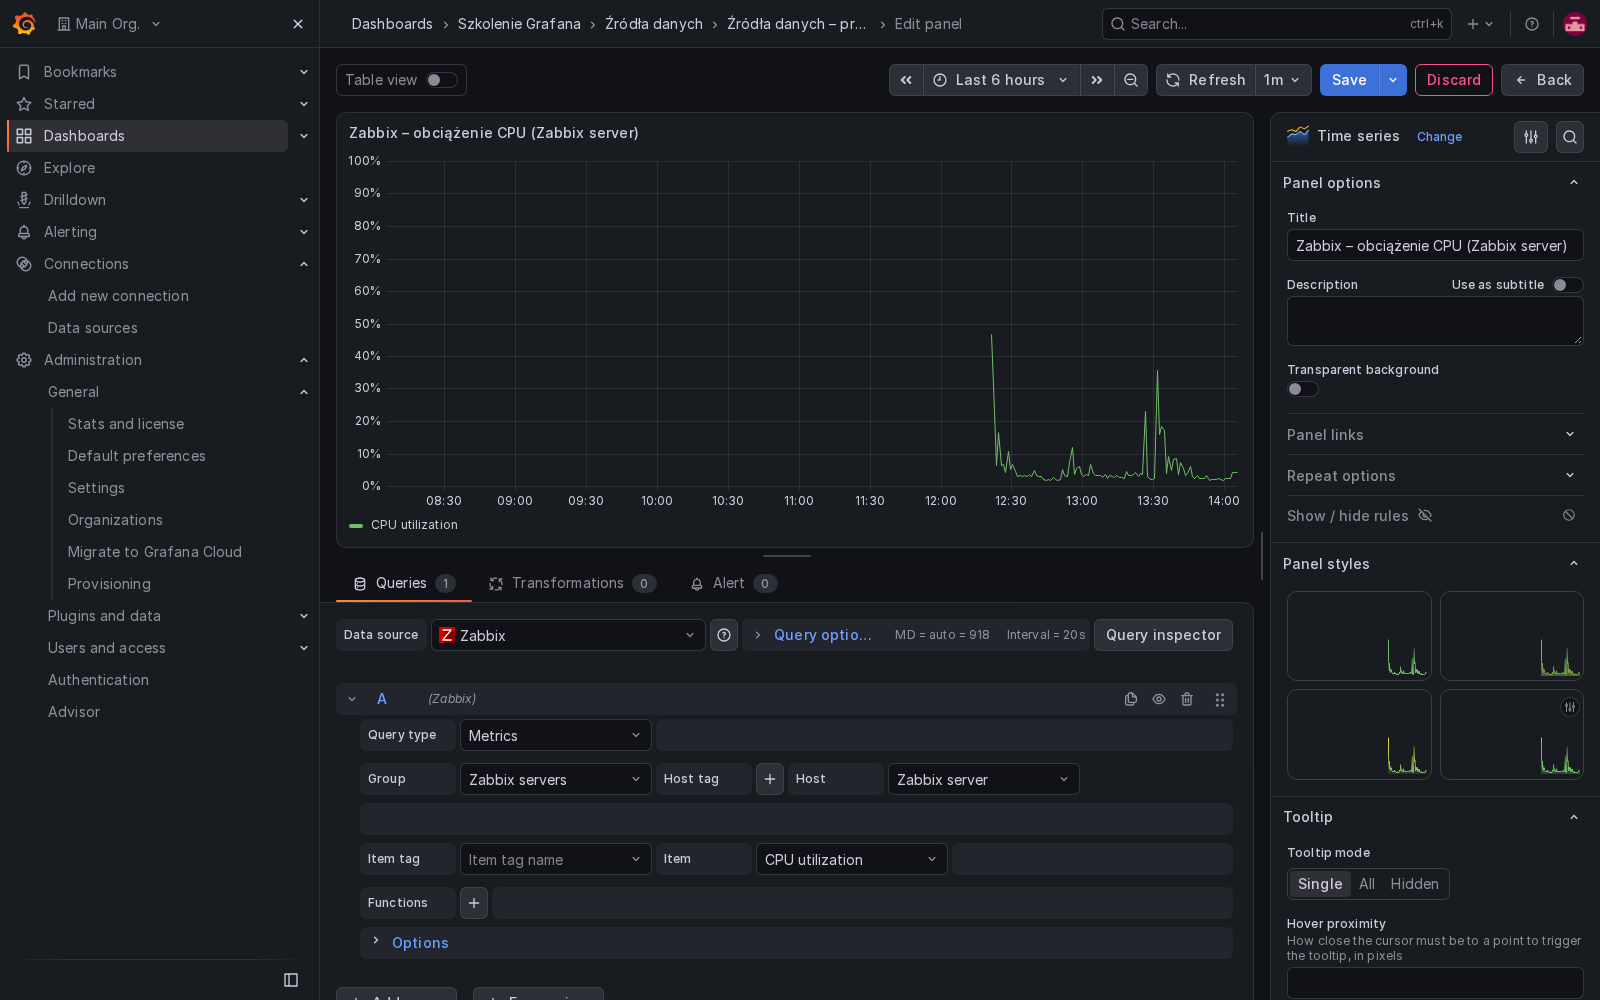 Main Org.
Dashboards
Szkolenie Grafana
Źródła danych
Źródła danych – pr...
Edit panel
Search...
ctrl+k
Bookmarks
Starred
Dashboards
Explore
Drilldown
Alerting
Connections
Add new connection
Data sources
Administration
General
Stats and license
Default preferences
Settings
Organizations
Migrate to Grafana Cloud
Provisioning
Plugins and data
Users and access
Authentication
Advisor
Table view
Last 6 hours
Refresh
1m
Save
Discard
Back
Zabbix – obciążenie CPU (Zabbix server)
100%
90%
80%
70%
60%
50%
40%
30%
20%
10%
0%
08:30
09:00
09:30
10:00
10:30
11:00
11:30
12:00
12:30
13:00
13:30
14:00
CPU utilization
Queries 1
Transformations 0
Alert 0
Data source
Z Zabbix
Query optio...
MD = auto = 918
Interval = 20s
Query inspector
A
(Zabbix)
Query type
Metrics
Group
Zabbix servers
Host tag
Host
Zabbix server
Item tag
Item tag name
Item
CPU utilization
Functions
Options
Time series
Change
Panel options
Title
Zabbix – obciążenie CPU (Zabbix server)
Description
Use as subtitle
Transparent background
Panel links
Repeat options
Show / hide rules
Panel styles
Tooltip
Tooltip mode
Single
All
Hidden
Hover proximity
How close the cursor must be to a point to trigger
the tooltip, in pixels